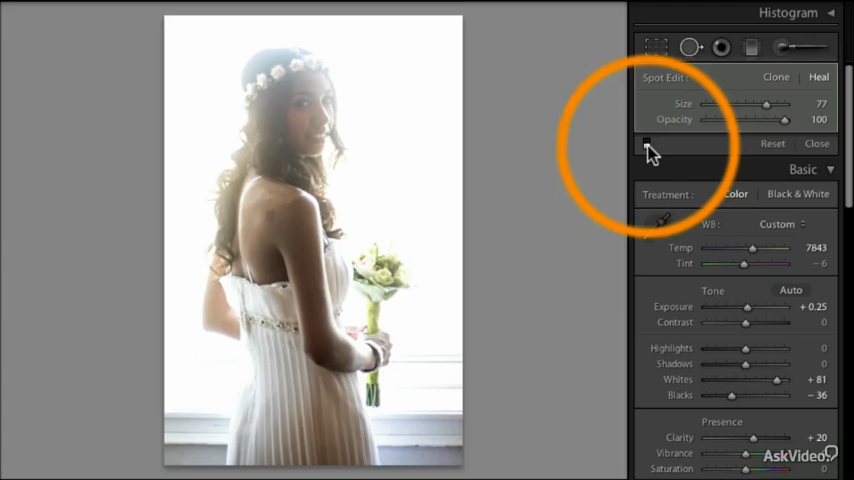 Histogram
Spot Edit : Clone Heal
Size 77
Opacity 100
Reset Close
Basic
Treatment : Color Black & White
WB : Custom
Temp 7843
Tint – 6
Tone Auto
Exposure + 0.25
Contrast 0
Highlights 0
Shadows 0
Whites + 81
Blacks – 36
Presence
Clarity + 20
Vibrance 0
Saturation 0
AskVideo